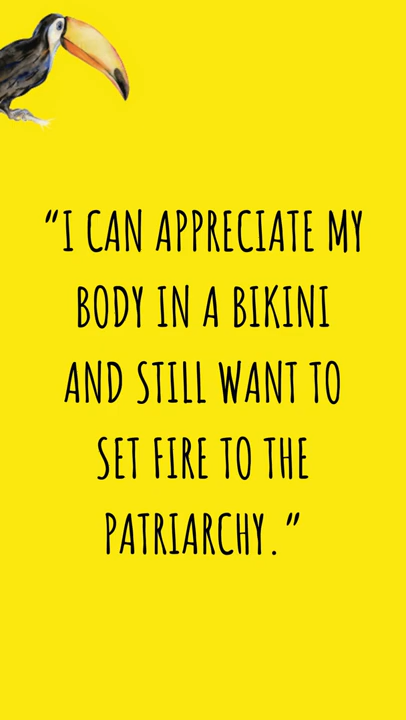 “I CAN APPRECIATE MY
BODY IN A BIKINI
AND STILL WANT TO
SET FIRE TO THE
PATRIARCHY.”